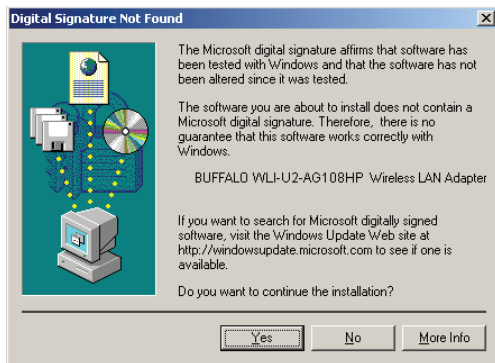 Digital Signature Not Found
The Microsoft digital signature affirms that software has
been tested with Windows and that the software has not
been altered since it was tested.
The software you are about to install does not contain a
Microsoft digital signature. Therefore, there is no
guarantee that this software works correctly with
Windows.
BUFFALO WLI-U2-AG108HP Wireless LAN Adapter
If you want to search for Microsoft digitally signed
software, visit the Windows Update Web site at
http://windowsupdate.microsoft.com to see if one is
available.
Do you want to continue the installation?
Yes No More Info